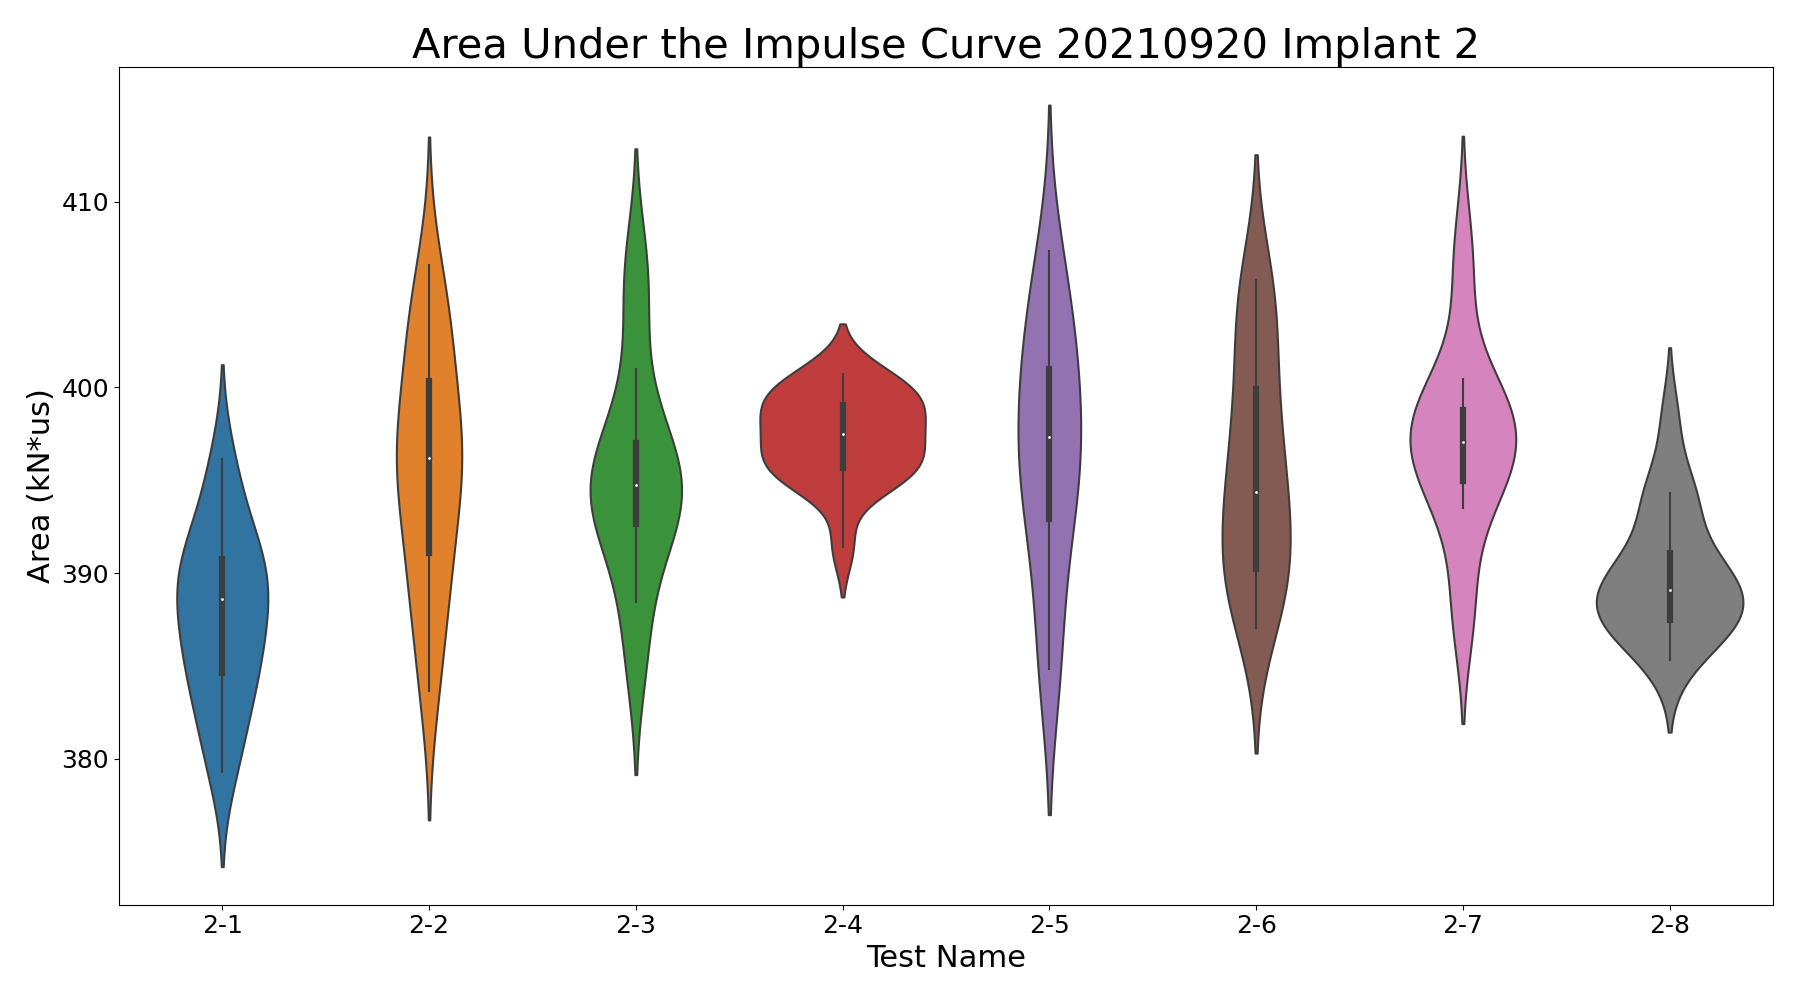 Area Under the Impulse Curve 20210920 Implant 2
Area (kN*us)
410
400
390
380
2-1 2-2 2-3 2-4 2-5 2-6 2-7 2-8
Test Name